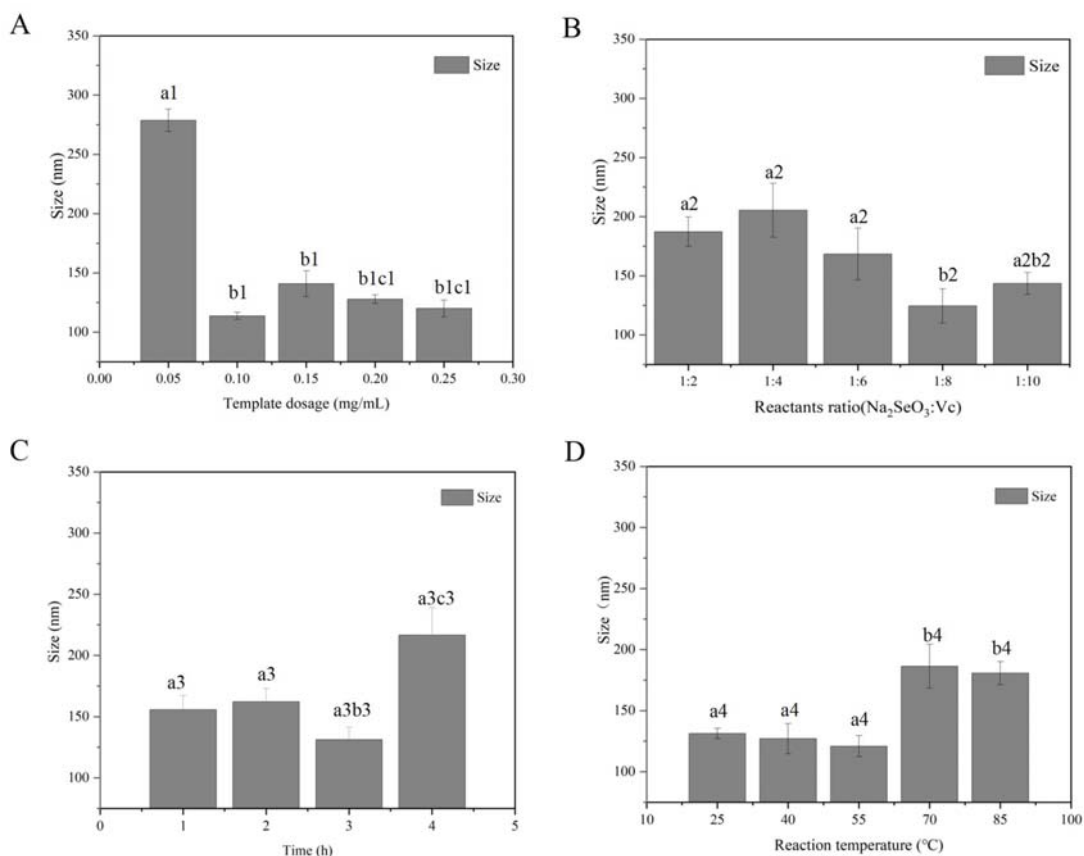 A
350
300
250
200
150
100
Size (nm)
Size
a1
b1
b1
b1c1
b1c1
0.00 0.05 0.10 0.15 0.20 0.25 0.30
Template dosage (mg/mL)
B
350
300
250
200
150
100
Size (nm)
Size
a2
a2
a2
b2
a2b2
1:2 1:4 1:6 1:8 1:10
Reactants ratio(Na₂SeO₃:Vc)
C
350
300
250
200
150
100
Size (nm)
Size
a3
a3
a3b3
a3c3
0 1 2 3 4 5
Time (h)
D
350
300
250
200
150
100
Size（nm)
Size
a4
a4
a4
b4
b4
10 25 40 55 70 85 100
Reaction temperature (℃)